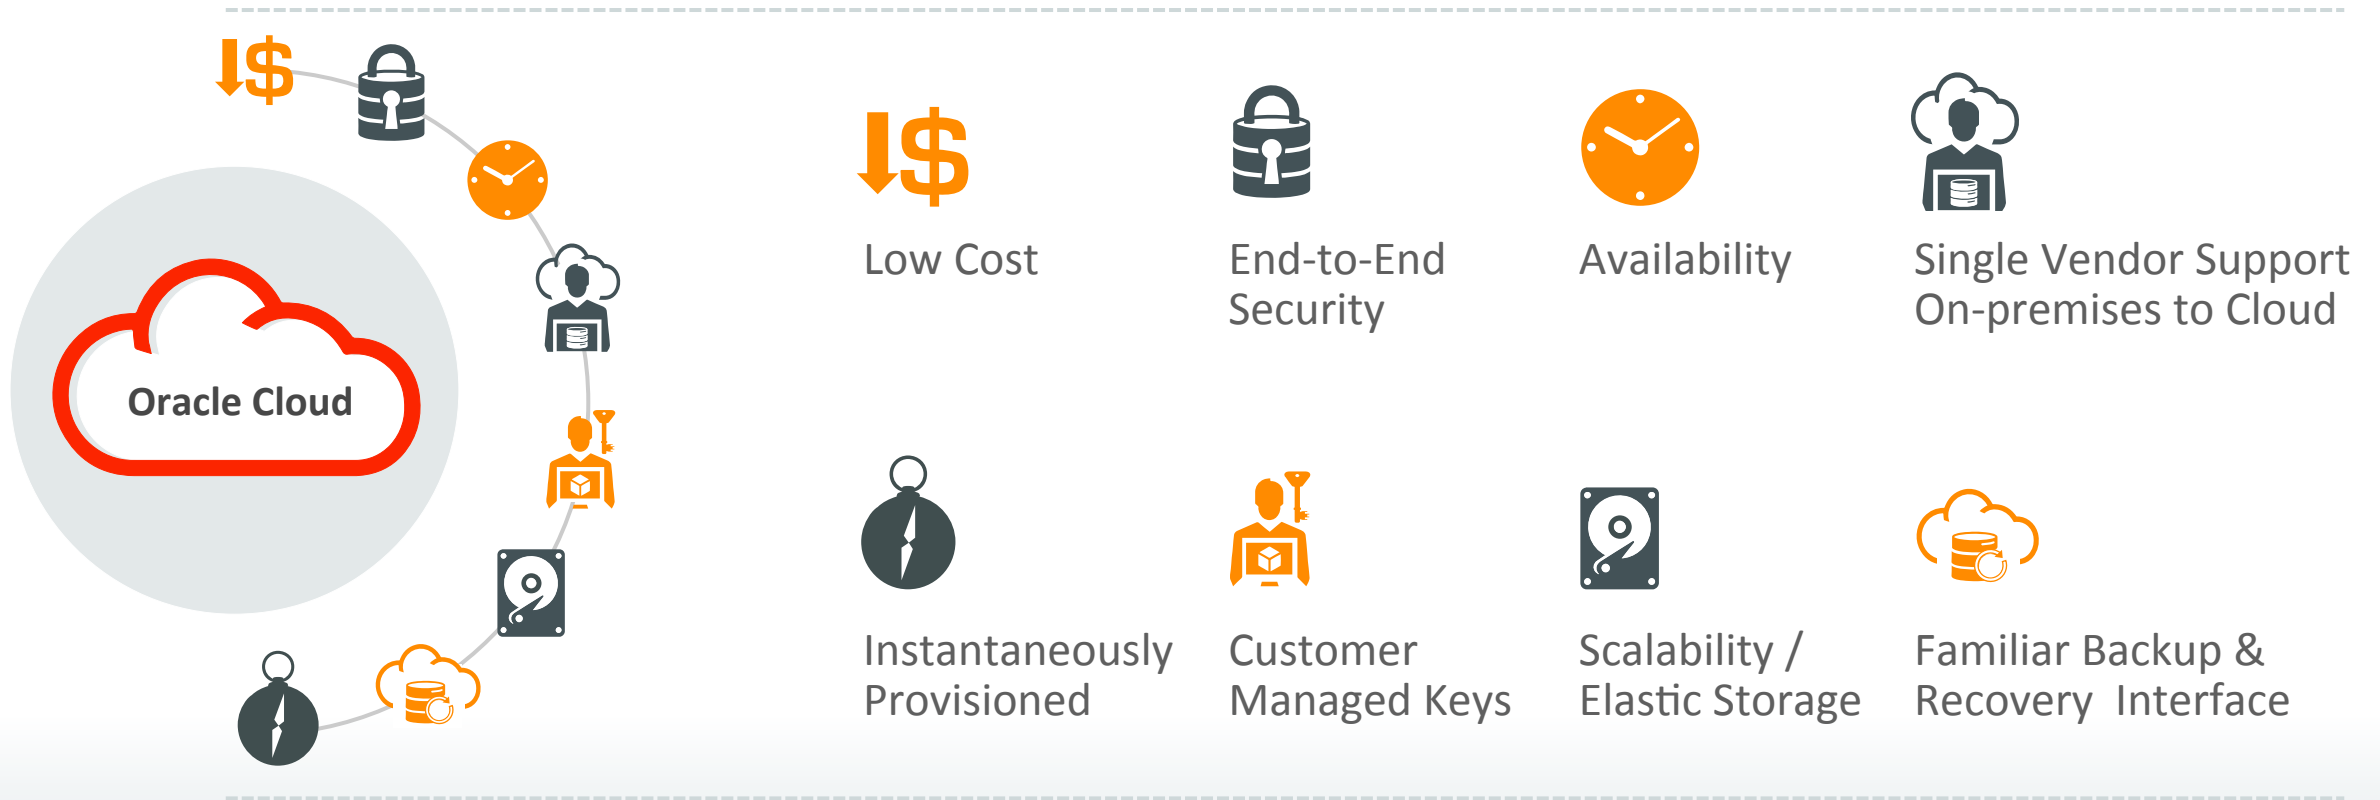 Oracle Cloud
Low Cost
End-to-End
Security
Availability
Single Vendor Support
On-premises to Cloud
Instantaneously
Provisioned
Customer
Managed Keys
Scalability /
Elastic Storage
Familiar Backup &
Recovery  Interface